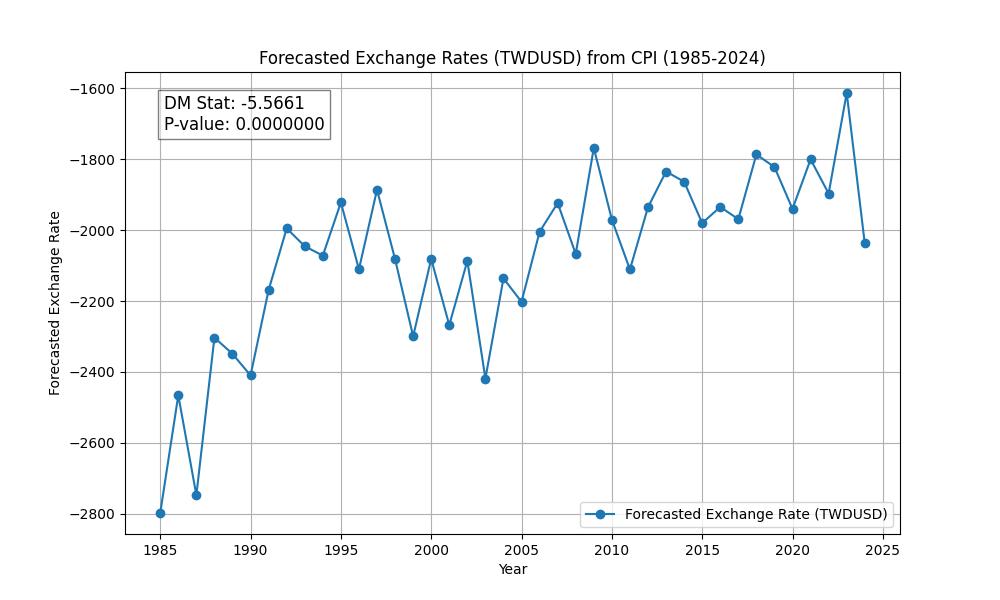 Forecasted Exchange Rates (TWDUSD) from CPI (1985-2024)
DM Stat: -5.5661
P-value: 0.0000000
Forecasted Exchange Rate
−1600
−1800
−2000
−2200
−2400
−2600
−2800
Forecasted Exchange Rate (TWDUSD)
1985 1990 1995 2000 2005 2010 2015 2020 2025
Year